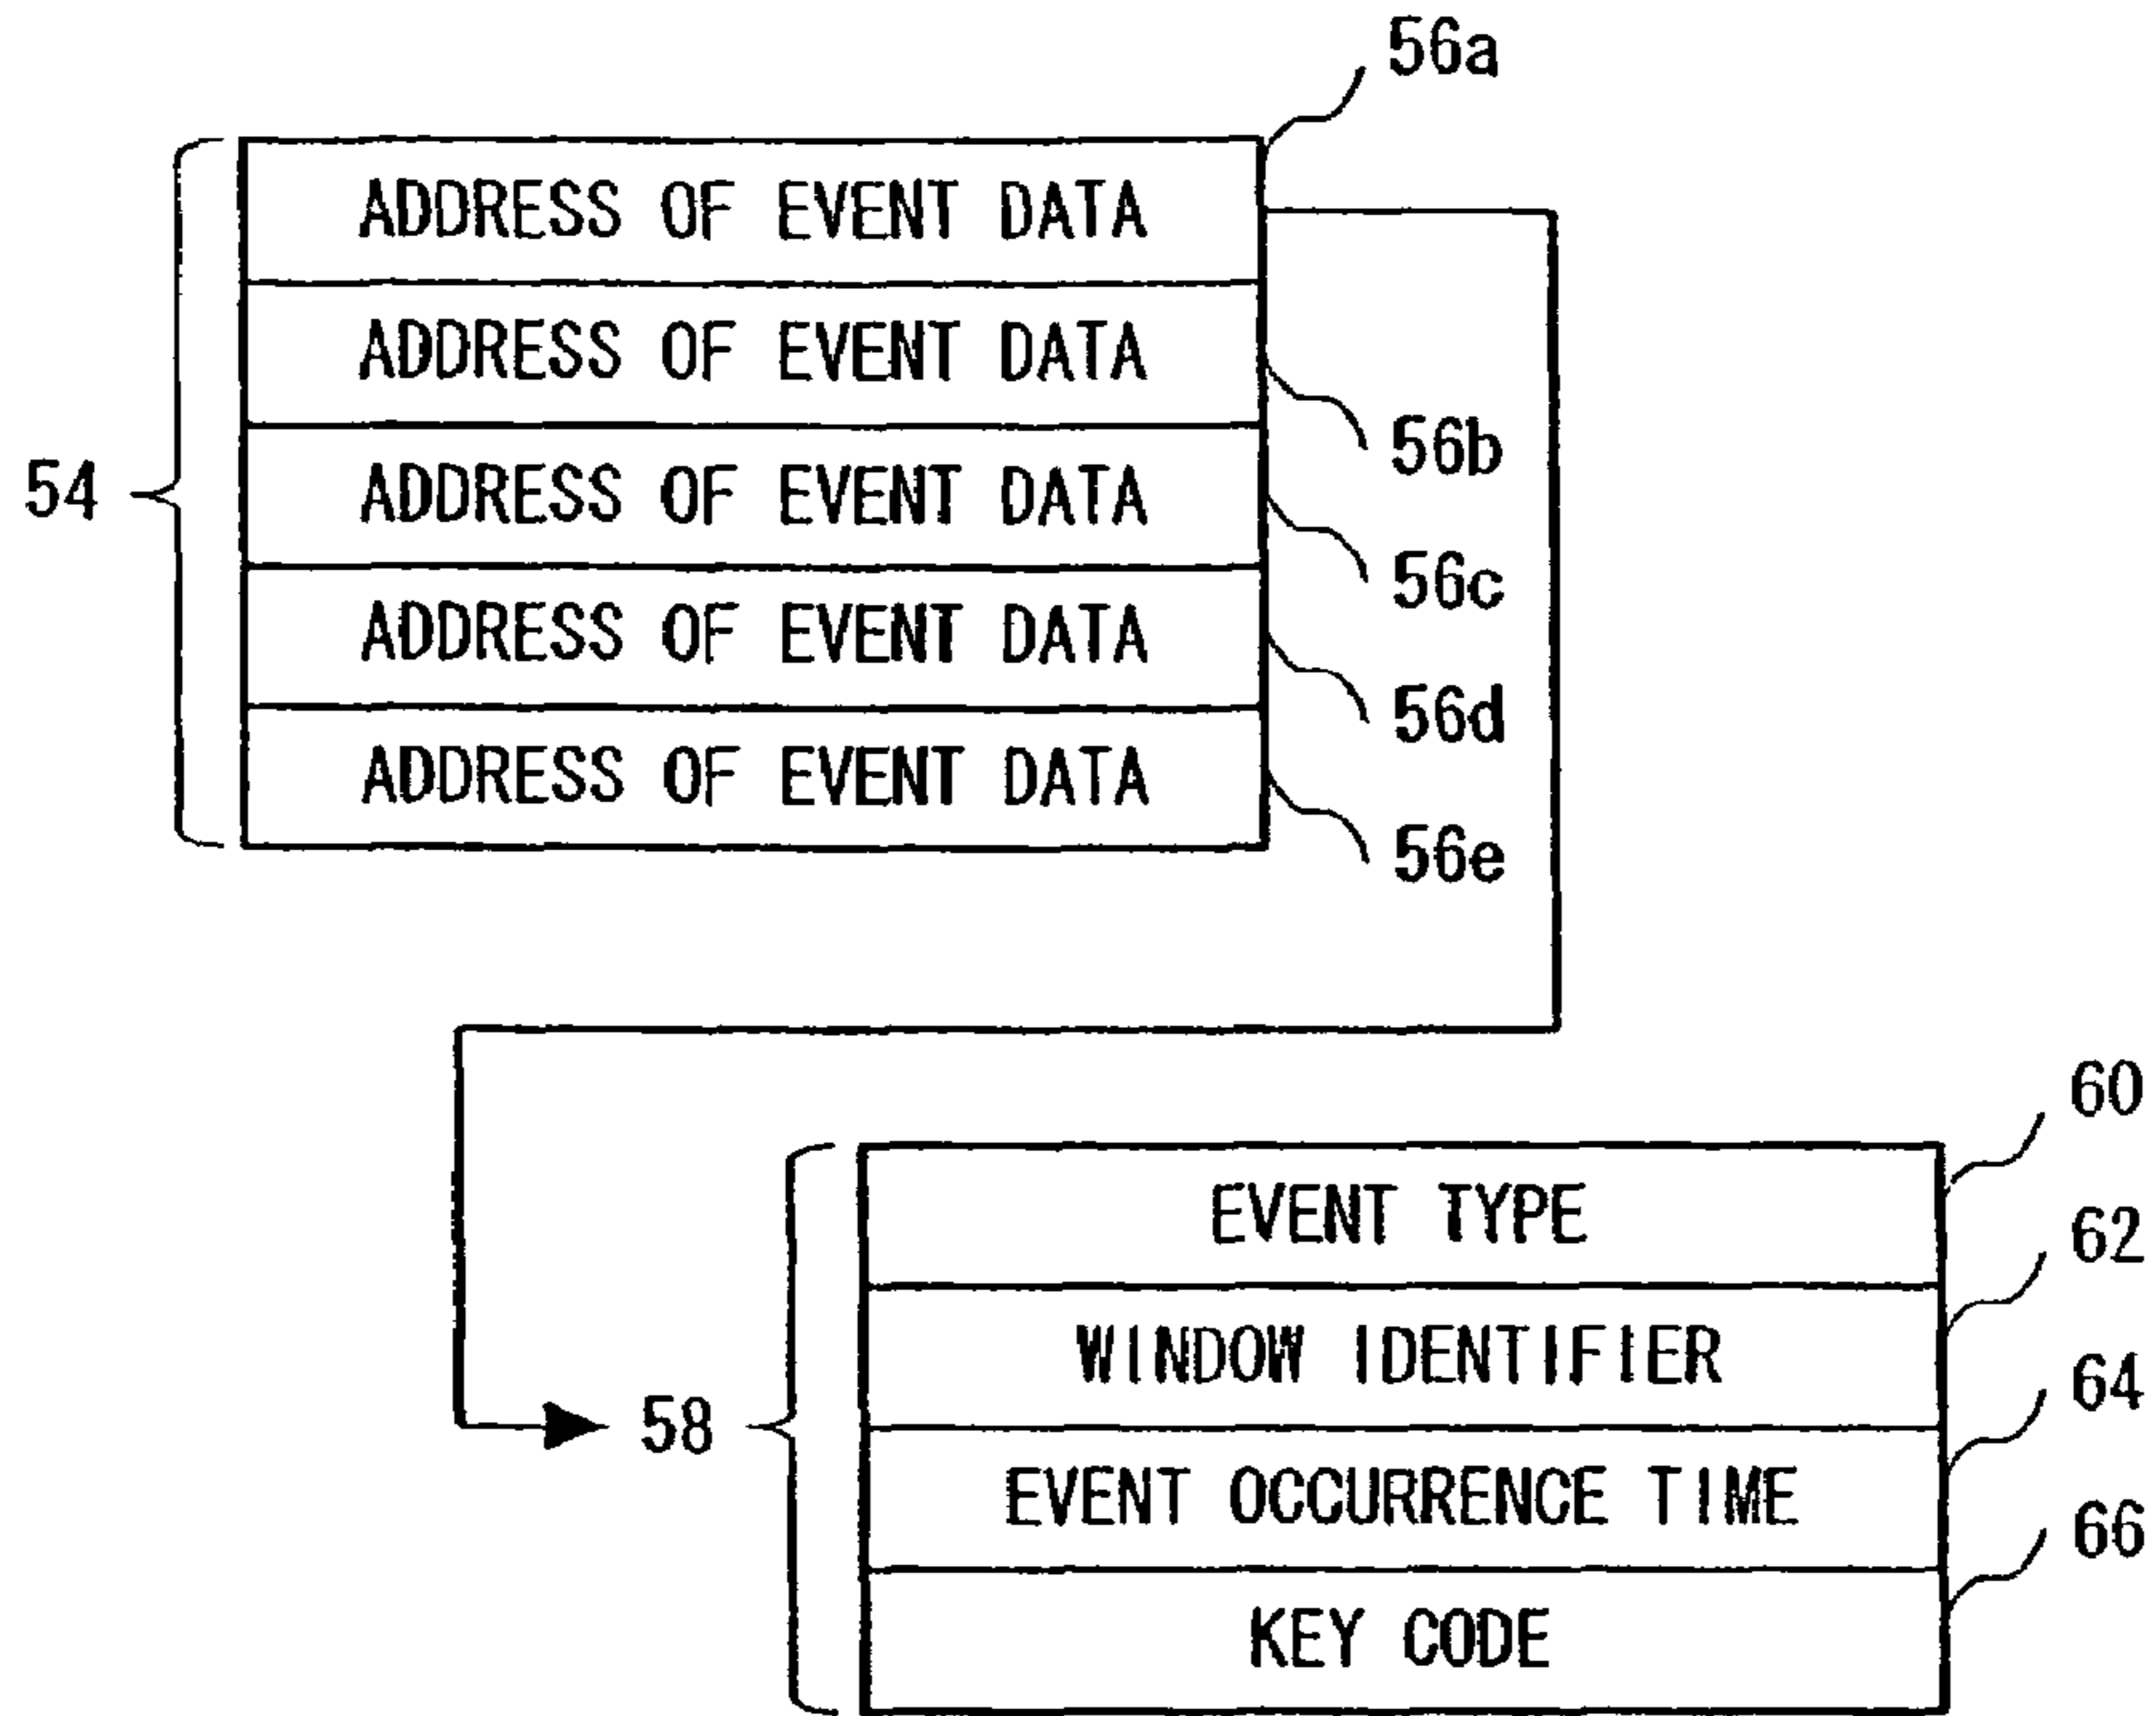 56a
ADDRESS OF EVENT DATA
ADDRESS OF EVENT DATA
56b
54
ADDRESS OF EVENT DATA
56c
ADDRESS OF EVENT DATA
56d
ADDRESS OF EVENT DATA
56e
60
EVENT TYPE
62
WINDOW IDENTIFIER
64
58
EVENT OCCURRENCE TIME
66
KEY CODE